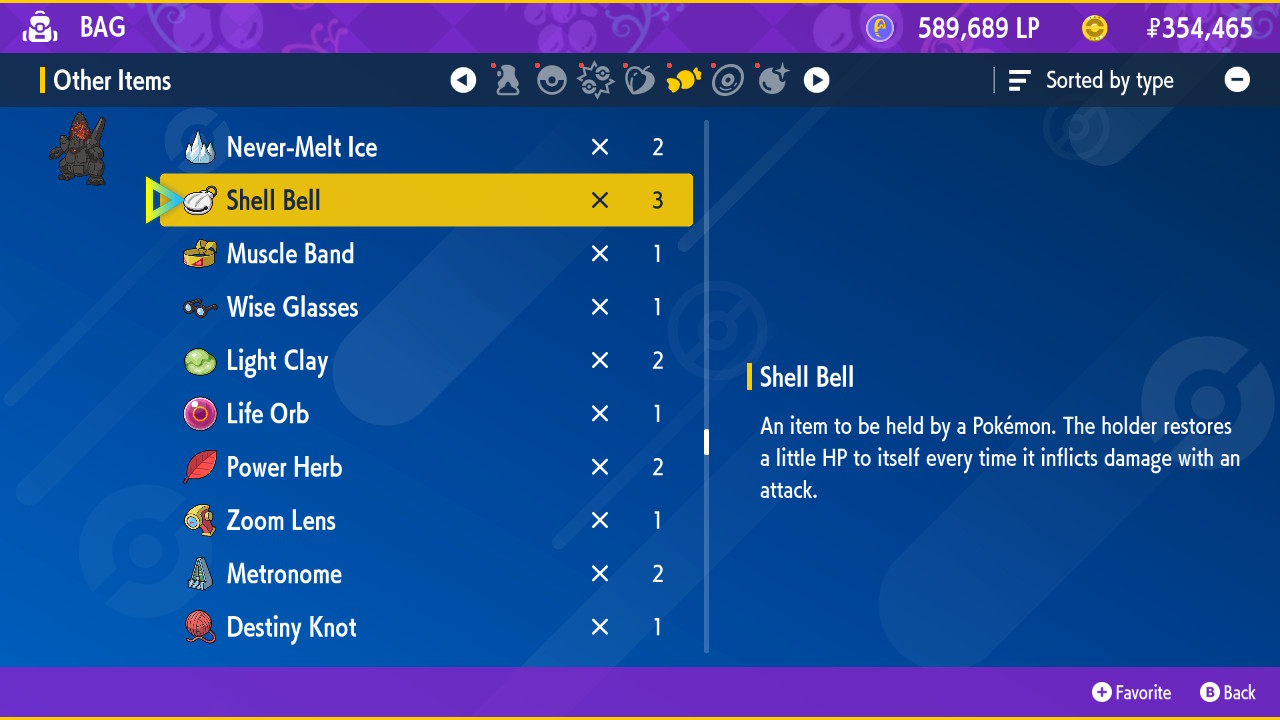 BAG
589,689 LP
₽354,465
Other Items
Sorted by type
Never-Melt Ice × 2
Shell Bell × 3
Muscle Band × 1
Wise Glasses × 1
Light Clay × 2
Life Orb × 1
Power Herb × 2
Zoom Lens × 1
Metronome × 2
Destiny Knot × 1
Shell Bell
An item to be held by a Pokémon. The holder restores
a little HP to itself every time it inflicts damage with an
attack.
+ Favorite
B Back